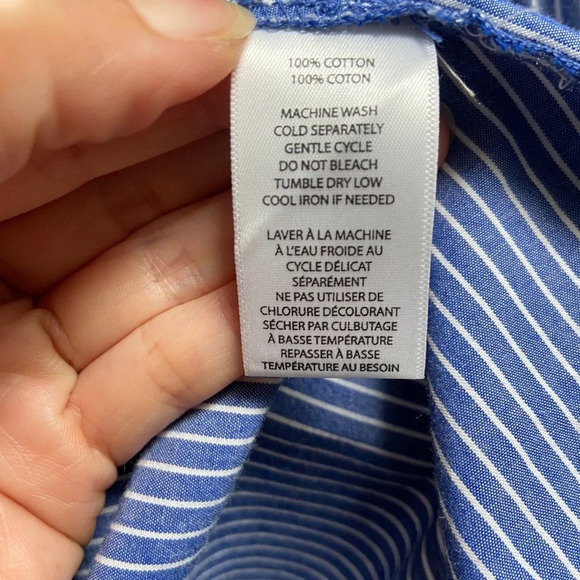 100% COTTON
100% COTON
MACHINE WASH
COLD SEPARATELY
GENTLE CYCLE
DO NOT BLEACH
TUMBLE DRY LOW
COOL IRON IF NEEDED
LAVER À LA MACHINE
À L'EAU FROIDE AU
CYCLE DÉLICAT
SÉPARÉMENT
NE PAS UTILISER DE
CHLORURE DÉCOLORANT
SÉCHER PAR CULBUTAGE
À BASSE TEMPÉRATURE
REPASSER À BASSE
TEMPÉRATURE AU BESOIN